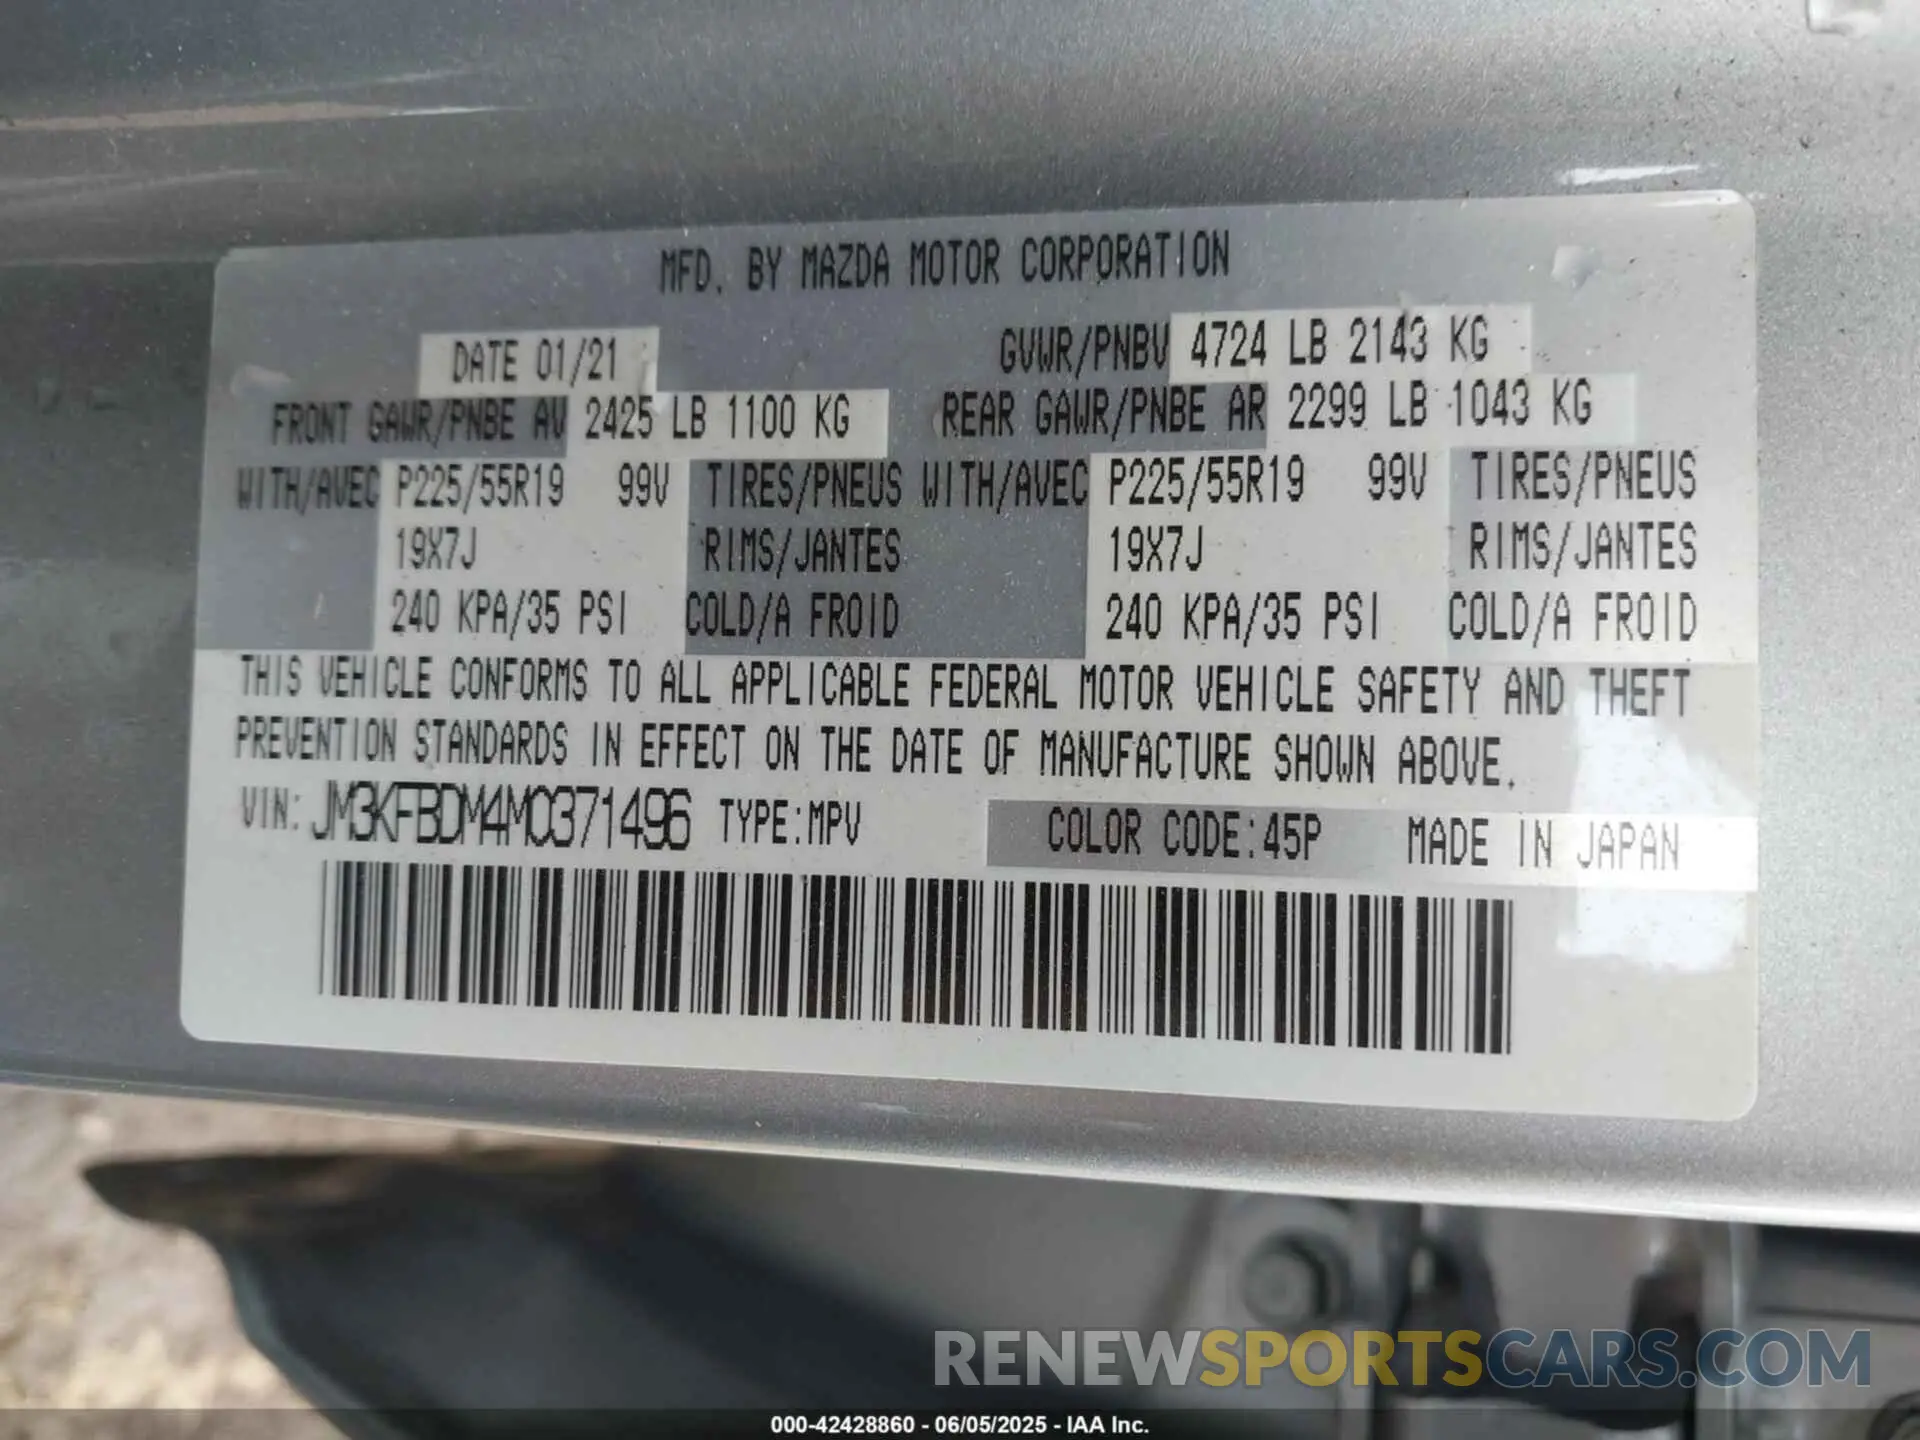 MFD. BY MAZDA MOTOR CORPORATION
DATE 01/21 GVWR/PNBV 4724 LB 2143 KG
FRONT GAWR/PNBE AV 2425 LB 1100 KG REAR GAWR/PNBE AR 2299 LB 1043 KG
WITH/AVEC P225/55R19 99V TIRES/PNEUS WITH/AVEC P225/55R19 99V TIRES/PNEUS
19X7J RIMS/JANTES 19X7J RIMS/JANTES
240 KPA/35 PSI COLD/A FROID 240 KPA/35 PSI COLD/A FROID
THIS VEHICLE CONFORMS TO ALL APPLICABLE FEDERAL MOTOR VEHICLE SAFETY AND THEFT
PREVENTION STANDARDS IN EFFECT ON THE DATE OF MANUFACTURE SHOWN ABOVE.
VIN: JM3KFBDM4M0371496 TYPE:MPV COLOR CODE:45P MADE IN JAPAN
RENEWSPORTSCARS.COM
000-42428860 - 06/05/2025 - IAA Inc.